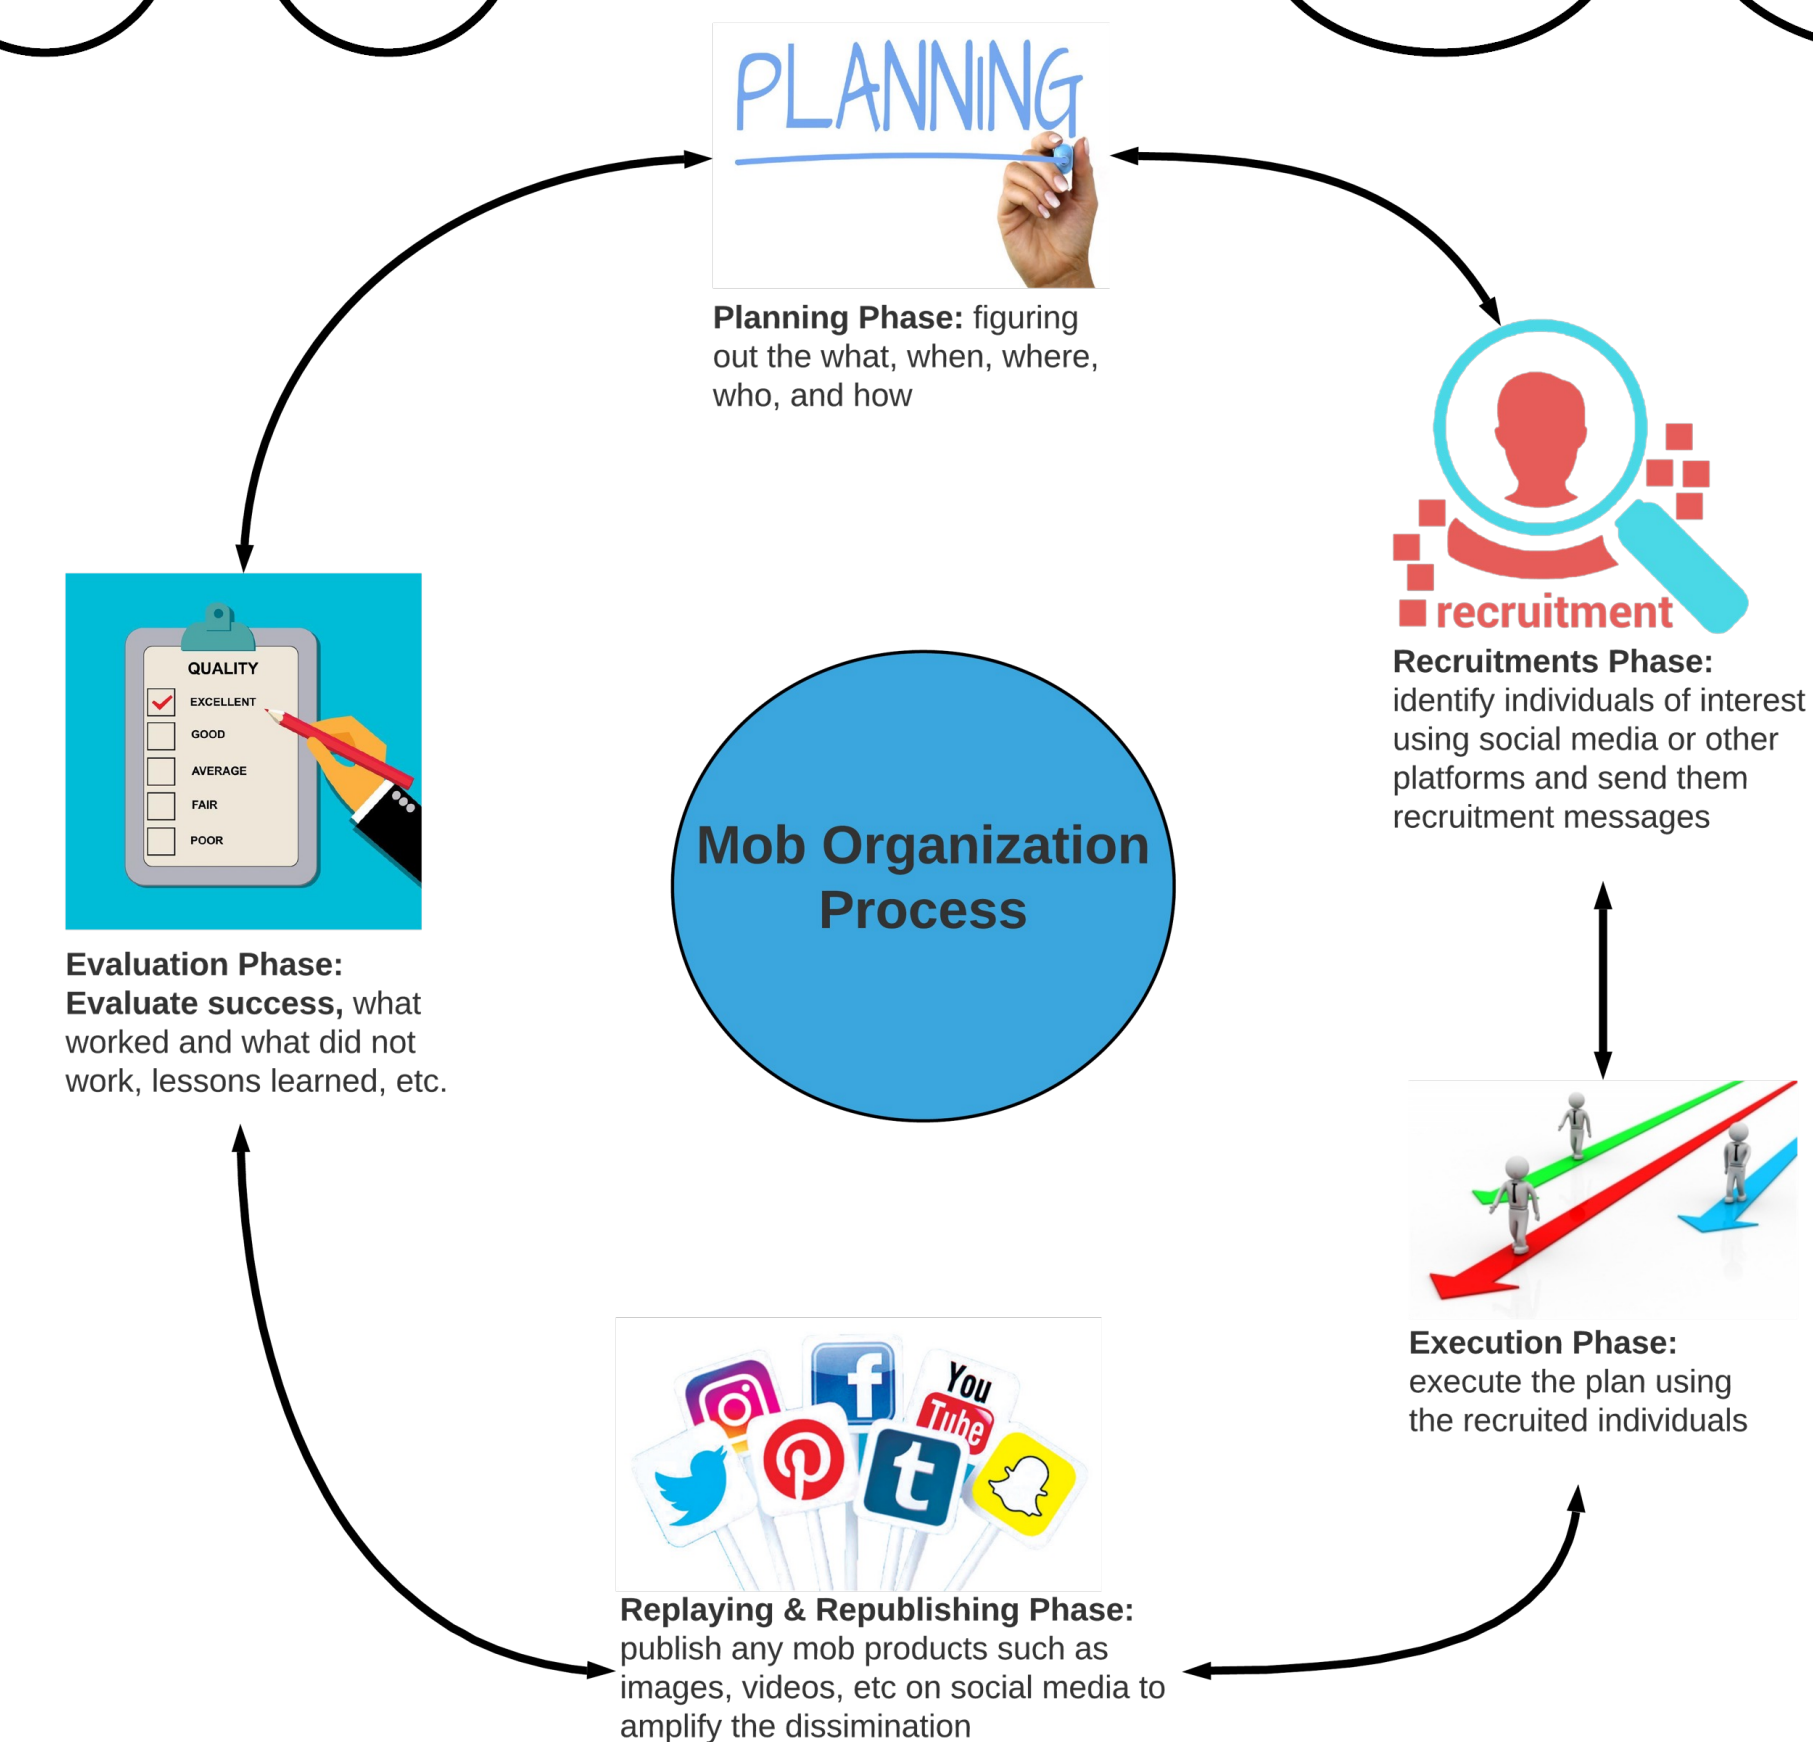 PLANNING
Planning Phase: figuring
out the what, when, where,
who, and how
recruitment
Recruitments Phase:
identify individuals of interest
using social media or other
platforms and send them
recruitment messages
QUALITY
EXCELLENT
GOOD
AVERAGE
FAIR
POOR
Mob Organization
Process
Evaluation Phase:
Evaluate success, what
worked and what did not
work, lessons learned, etc.
Execution Phase:
execute the plan using
the recruited individuals
f
You
Tube
t
Replaying & Republishing Phase:
publish any mob products such as
images, videos, etc on social media to
amplify the dissimination